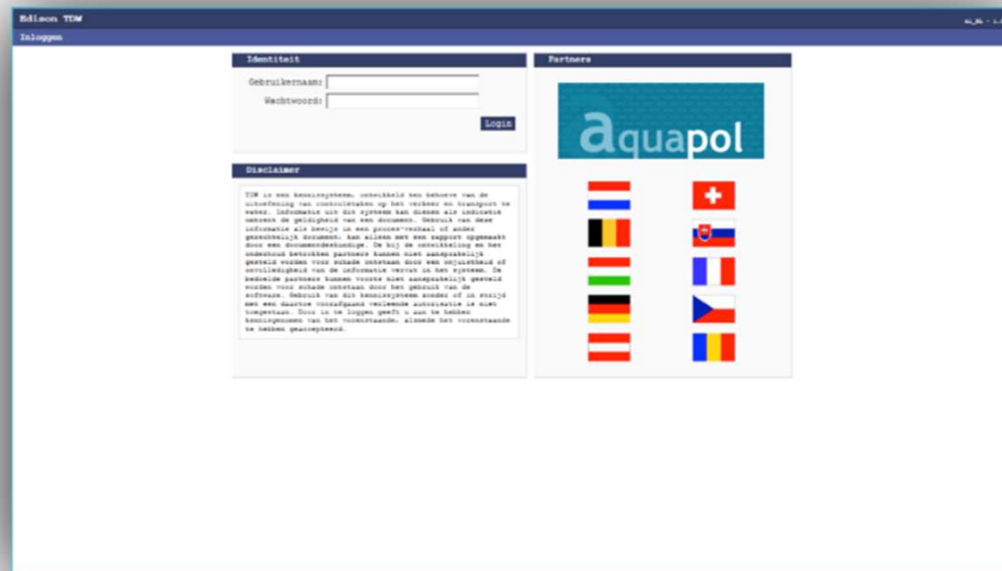 Edison TDW
Inloggen
Identiteit
Gebruikernaam:
Wachtwoord:
Login
Disclaimer
TDW is een kennissysteem, ontwikkeld ten behoeve van de
uitoefening van controletaken op het verkeer en transport te
water. Informatie uit dit systeem kan dienen als indicatie
omtrent de geldigheid van een document. Gebruik van deze
informatie als bewijs in een proces-verbaal of ander
gerechtelijk document, kan alleen met een rapport opgemaakt
door een documentdeskundige. De bij de ontwikkeling en het
onderhoud betrokken partners kunnen niet aansprakelijk
gesteld worden voor schade ontstaan door een onjuistheid of
onvolledigheid van de informatie vervat in het systeem. De
bedoelde partners kunnen voorts niet aansprakelijk gesteld
worden voor schade ontstaan door het gebruik van de
software. Gebruik van dit kennissysteem zonder of in strijd
met een daartoe voorafgaand verleende autorisatie is niet
toegestaan. Door in te loggen geeft u aan te hebben
kennisgenomen van het vorenstaande, alsmede het vorenstaande
te hebben geaccepteerd.
Partners
aquapol